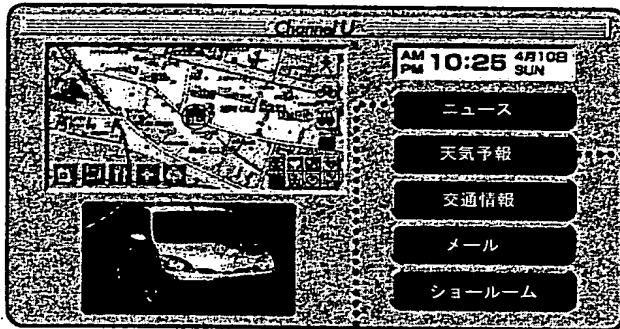 Channel U
AM
PM
10:25
4月10日
SUN
ニュース
天気予報
交通情報
メール
ショールーム